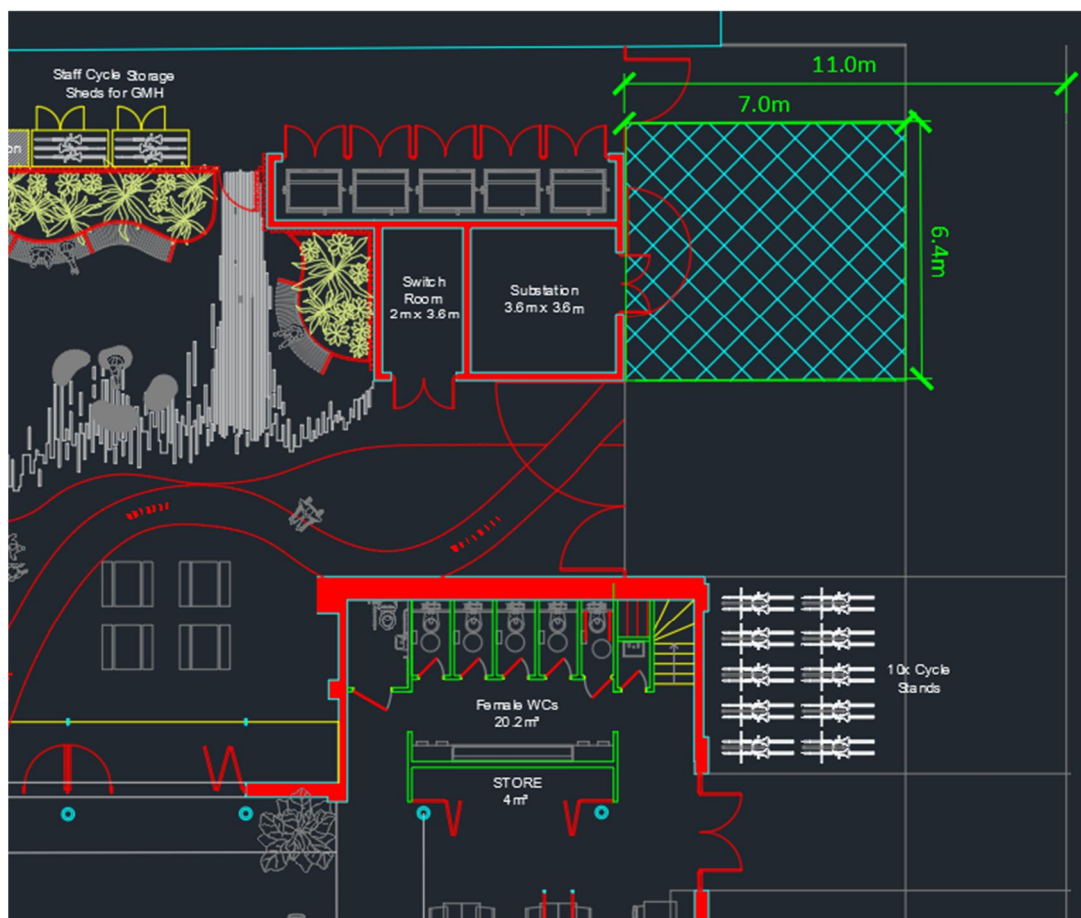 Staff Cycle Storage
Sheds for GMH
on
11.0m
7.0m
6.4m
Switch
Room
2m x 3.6m
Substation
3.6m x 3.6m
10x Cycle
Stands
Female WCs
20.2m²
STORE
4m²